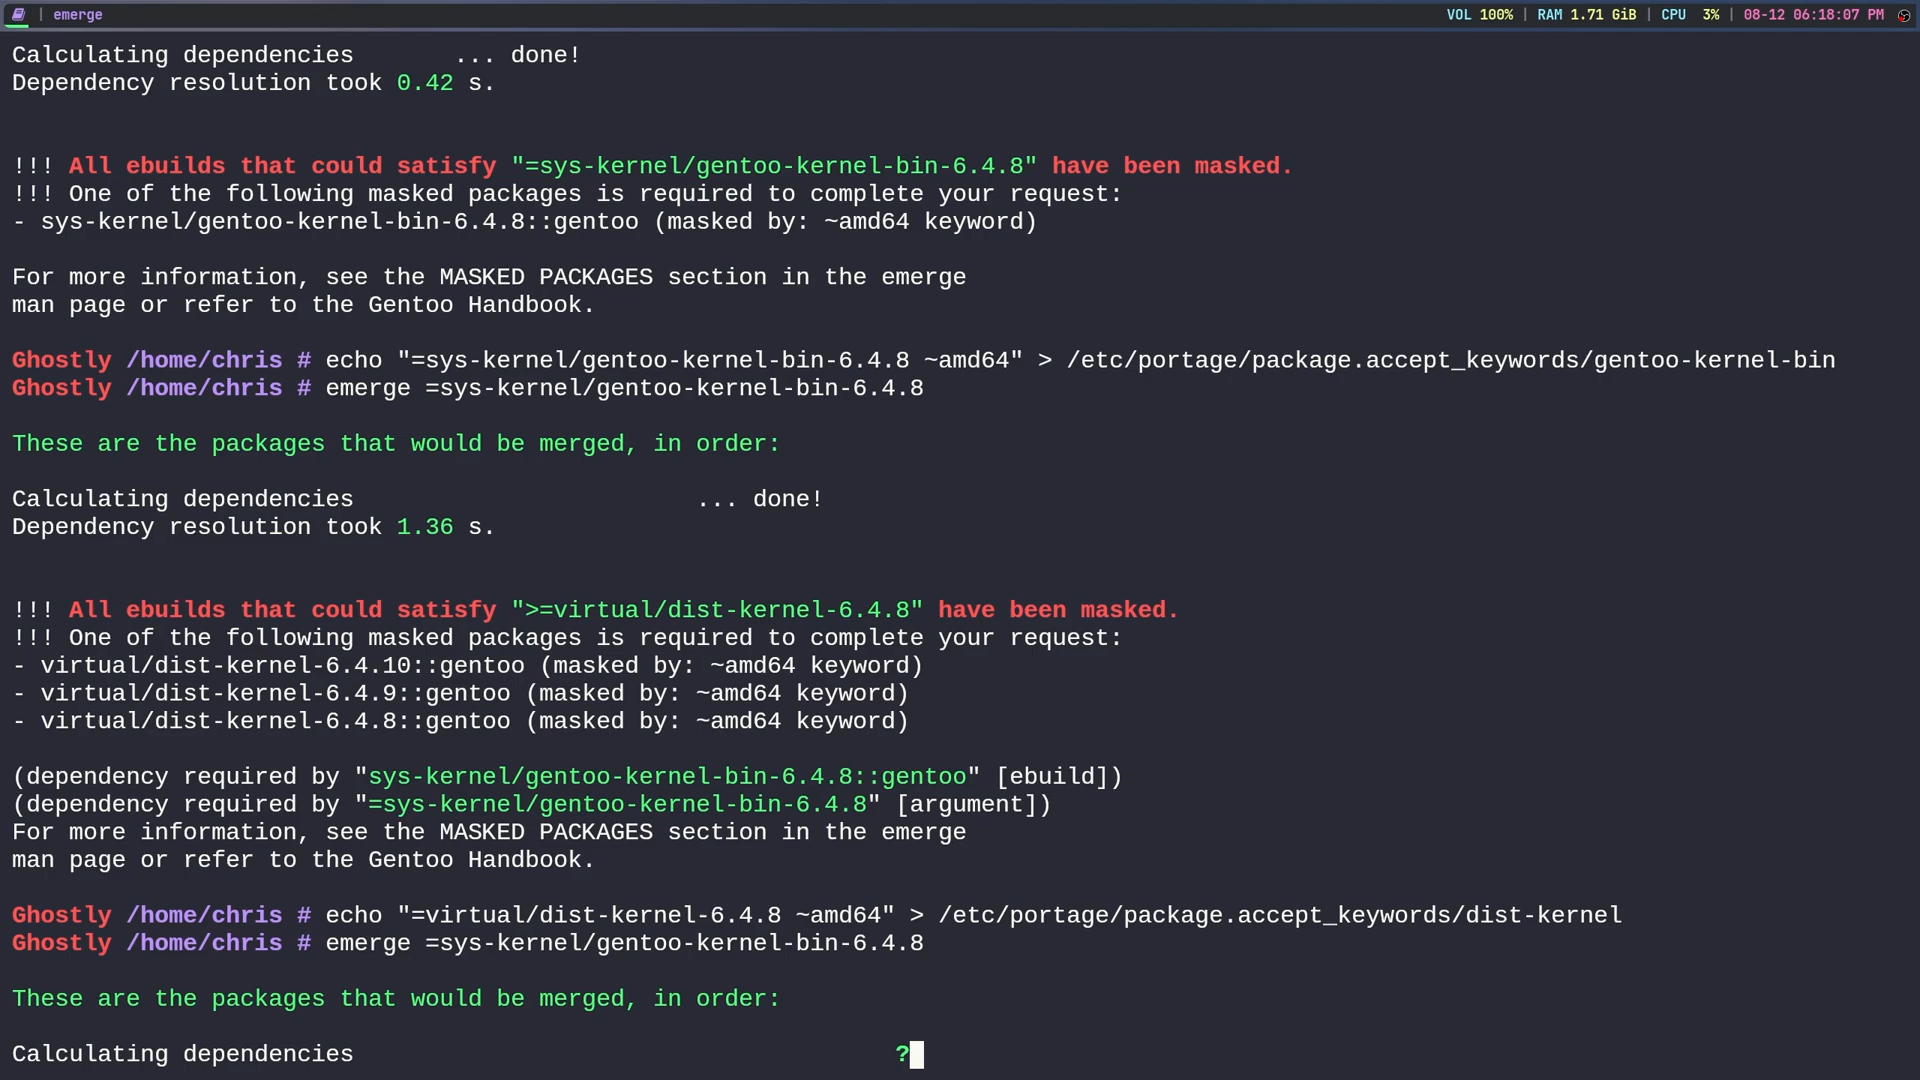 | emerge VOL 100% | RAM 1.71 GiB | CPU 3% | 08-12 06:18:07 PM
Calculating dependencies ... done!
Dependency resolution took 0.42 s.
!!! All ebuilds that could satisfy "=sys-kernel/gentoo-kernel-bin-6.4.8" have been masked.
!!! One of the following masked packages is required to complete your request:
- sys-kernel/gentoo-kernel-bin-6.4.8::gentoo (masked by: ~amd64 keyword)
For more information, see the MASKED PACKAGES section in the emerge
man page or refer to the Gentoo Handbook.
Ghostly /home/chris # echo "=sys-kernel/gentoo-kernel-bin-6.4.8 ~amd64" > /etc/portage/package.accept_keywords/gentoo-kernel-bin
Ghostly /home/chris # emerge =sys-kernel/gentoo-kernel-bin-6.4.8
These are the packages that would be merged, in order:
Calculating dependencies ... done!
Dependency resolution took 1.36 s.
!!! All ebuilds that could satisfy ">=virtual/dist-kernel-6.4.8" have been masked.
!!! One of the following masked packages is required to complete your request:
- virtual/dist-kernel-6.4.10::gentoo (masked by: ~amd64 keyword)
- virtual/dist-kernel-6.4.9::gentoo (masked by: ~amd64 keyword)
- virtual/dist-kernel-6.4.8::gentoo (masked by: ~amd64 keyword)
(dependency required by "sys-kernel/gentoo-kernel-bin-6.4.8::gentoo" [ebuild])
(dependency required by "=sys-kernel/gentoo-kernel-bin-6.4.8" [argument])
For more information, see the MASKED PACKAGES section in the emerge
man page or refer to the Gentoo Handbook.
Ghostly /home/chris # echo "=virtual/dist-kernel-6.4.8 ~amd64" > /etc/portage/package.accept_keywords/dist-kernel
Ghostly /home/chris # emerge =sys-kernel/gentoo-kernel-bin-6.4.8
These are the packages that would be merged, in order:
Calculating dependencies ?